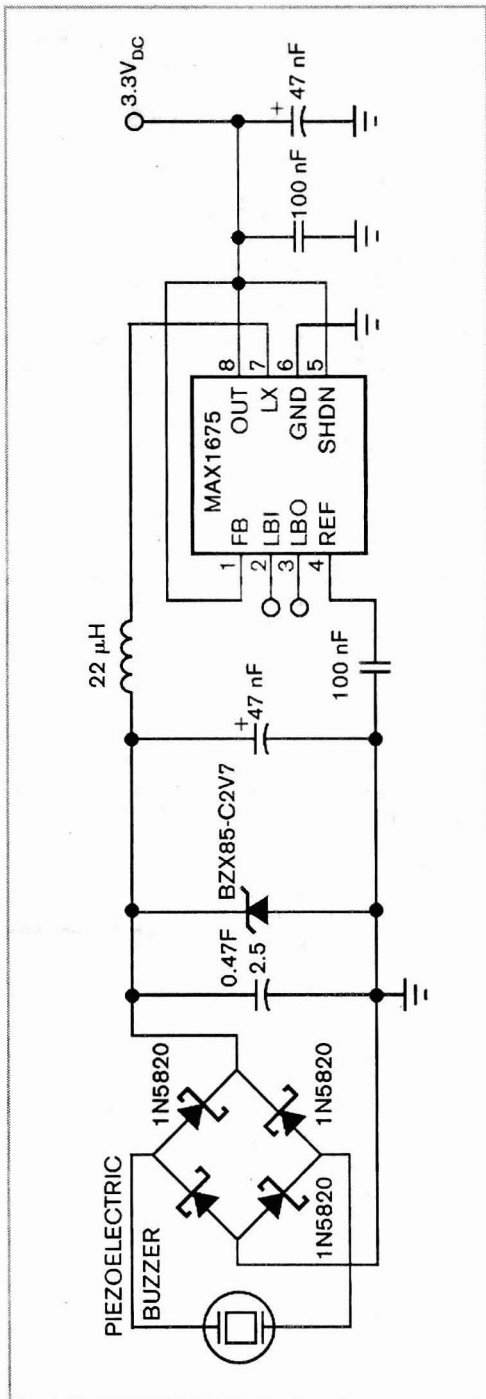 PIEZOELECTRIC
BUZZER
1N5820
1N5820
1N5820
0.47F
2.5
BZX85-C2V7
+
47 nF
22 µH
100 nF
MAX1675
1
FB
2
LBI
3
LBO
4
REF
8
OUT
7
LX
6
GND
5
SHDN
100 nF
+
47 nF
3.3VDC